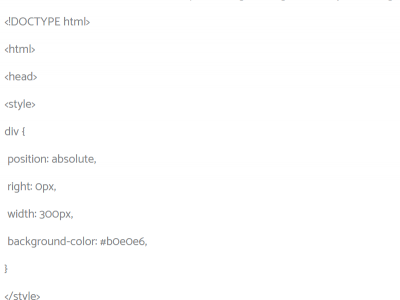 <!DOCTYPE html>
<html>
<head>
<style>
div {
position: absolute,
right: 0px,
width: 300px,
background-color: #b0e0e6,
}
</style>